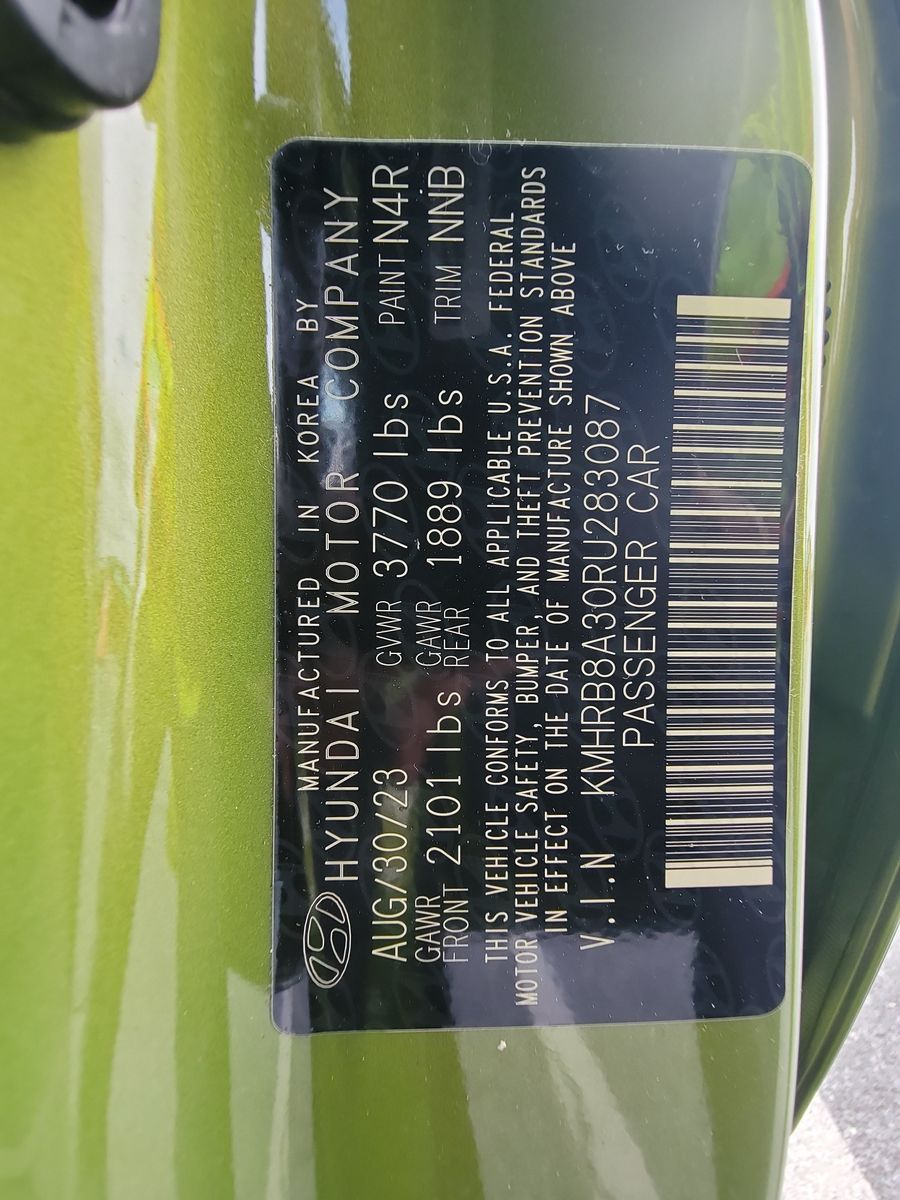 MANUFACTURED IN KOREA BY
HYUNDAI MOTOR COMPANY
AUG/30/23 GVWR 3770 lbs PAINT N4R
GAWR FRONT 2101 lbs GAWR REAR 1889 lbs TRIM NNB
THIS VEHICLE CONFORMS TO ALL APPLICABLE U.S.A. FEDERAL
MOTOR VEHICLE SAFETY, BUMPER, AND THEFT PREVENTION STANDARDS
IN EFFECT ON THE DATE OF MANUFACTURE SHOWN ABOVE
V.I.N KMHRB8A30RU283087
PASSENGER CAR